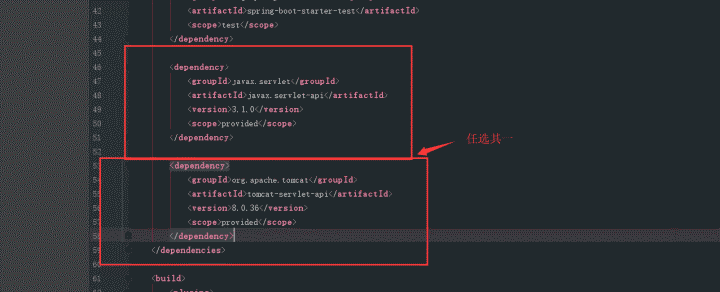 42 <artifactId>spring-boot-starter-test</artifactId>
43 <scope>test</scope>
44 </dependency>
45
46 <dependency>
47 <groupId>javax.servlet</groupId>
48 <artifactId>javax.servlet-api</artifactId>
49 <version>3.1.0</version>
50 <scope>provided</scope>
51 </dependency>
52
任选其一
53 <dependency>
54 <groupId>org.apache.tomcat</groupId>
55 <artifactId>tomcat-servlet-api</artifactId>
56 <version>8.0.36</version>
57 <scope>provided</scope>
58 </dependency>
59 </dependencies>
60
61 <build>